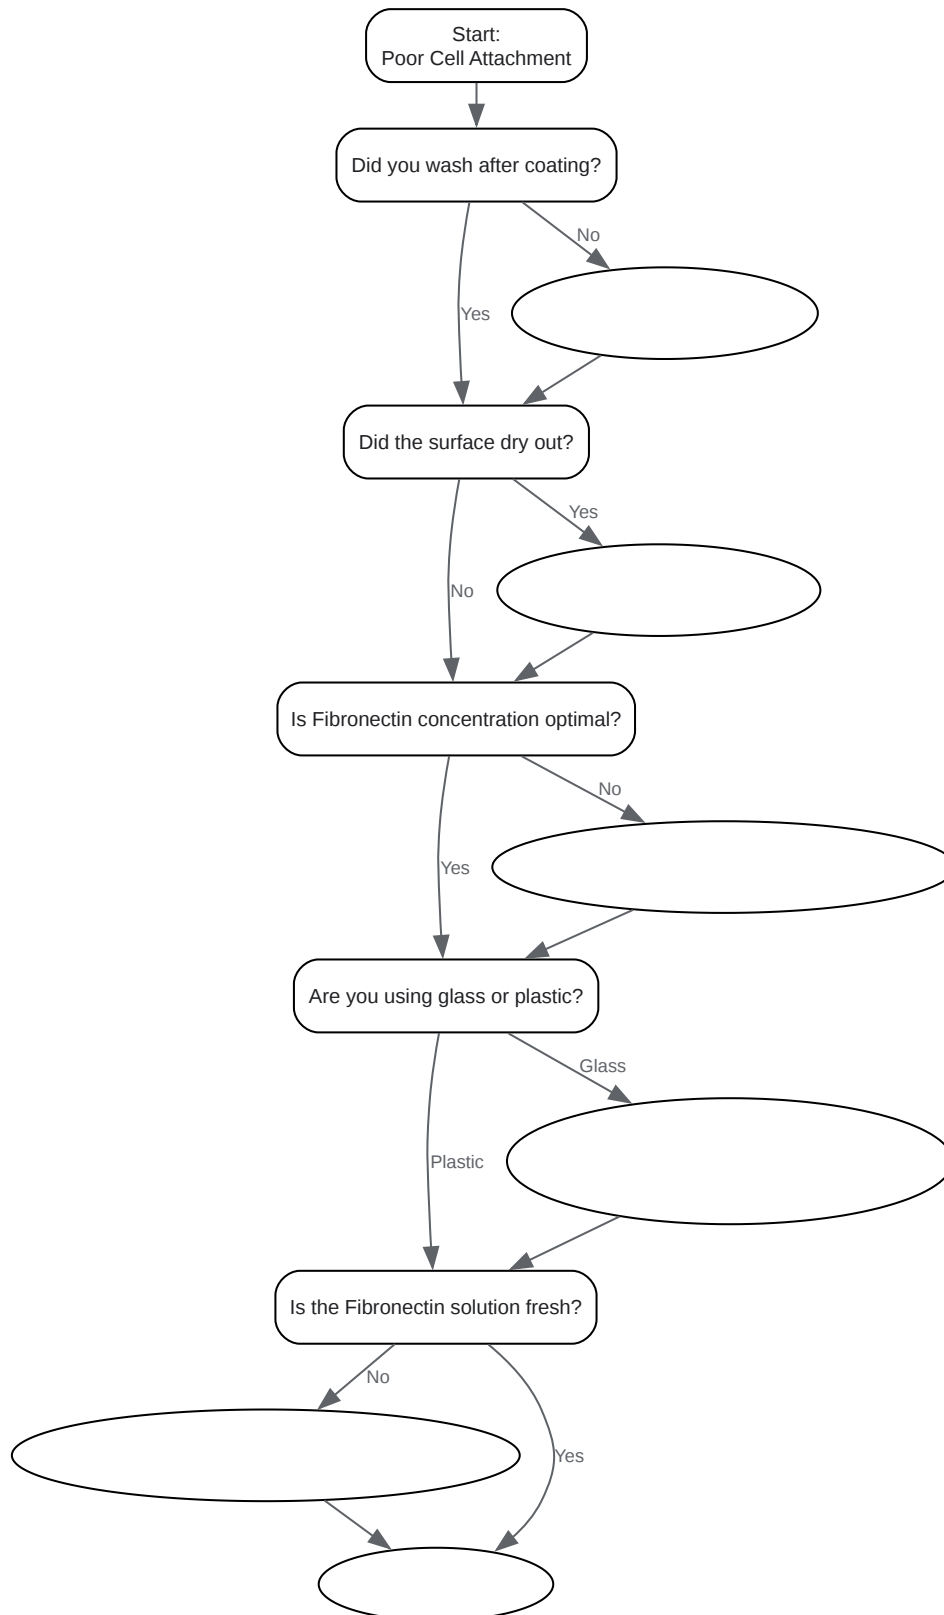 Start:
Poor Cell Attachment
Did you wash after coating?
No
Yes
Did the surface dry out?
Yes
No
Is Fibronectin concentration optimal?
No
Yes
Are you using glass or plastic?
Glass
Plastic
Is the Fibronectin solution fresh?
No
Yes